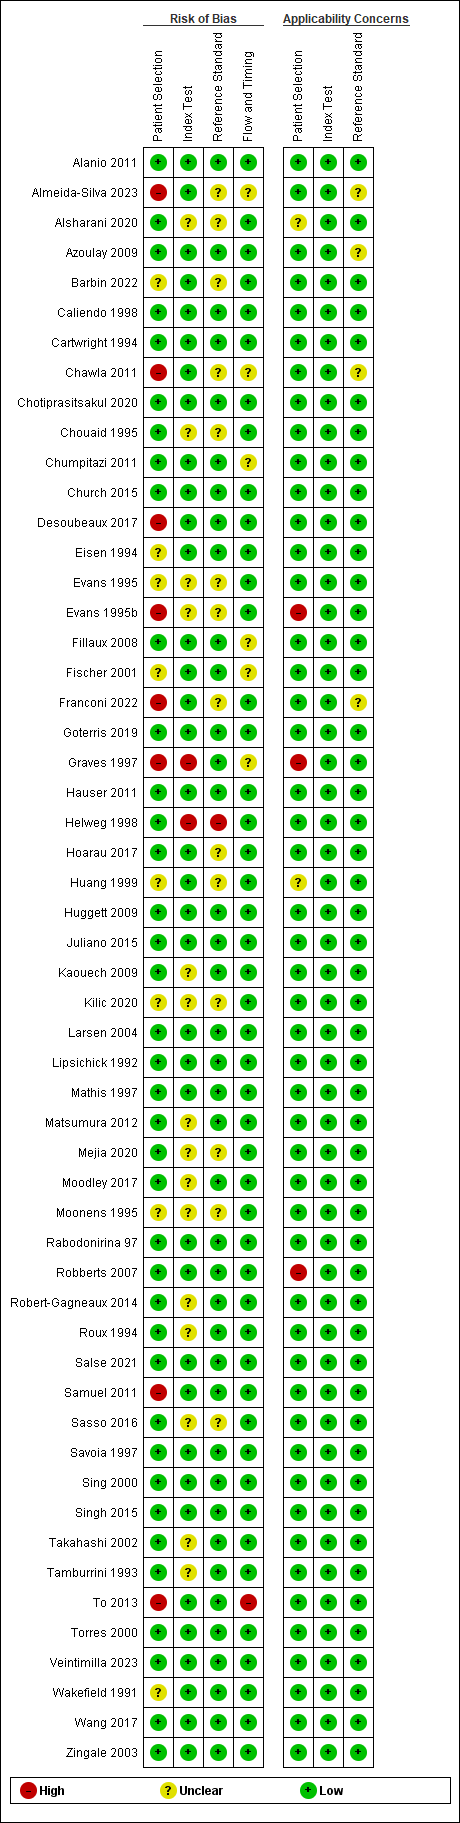 Risk of Bias Applicability Concerns
Patient Selection Index Test Reference Standard Flow and Timing Patient Selection Index Test Reference Standard
Alanio 2011 + + + + + + +
Almeida-Silva 2023 – + ? ? + + ?
Alsharani 2020 + ? ? + ? + +
Azoulay 2009 + + + + + + ?
Barbin 2022 ? + ? + + + +
Caliendo 1998 + + + + + + +
Cartwright 1994 + + + + + + +
Chawla 2011 – + ? ? + + ?
Chotiprasitsakul 2020 + + + + + + +
Chouaid 1995 + ? ? + + + +
Chumpitazi 2011 + + + ? + + +
Church 2015 + + + + + + +
Desoubeaux 2017 – + + + + + +
Eisen 1994 ? + + + + + +
Evans 1995 ? ? ? + + + +
Evans 1995b – ? ? + – + +
Fillaux 2008 + + + ? + + +
Fischer 2001 ? + + ? + + +
Franconi 2022 – + ? + + + ?
Goterris 2019 + + + + + + +
Graves 1997 – – + ? – + +
Hauser 2011 + + + + + + +
Helweg 1998 + – – + + + +
Hoarau 2017 + + ? + + + +
Huang 1999 ? + ? + ? + +
Huggett 2009 + + + + + + +
Juliano 2015 + + + + + + +
Kaouech 2009 + ? + + + + +
Kilic 2020 ? ? ? + + + +
Larsen 2004 + + + + + + +
Lipsichick 1992 + + + + + + +
Mathis 1997 + + + + + + +
Matsumura 2012 + ? + + + + +
Mejia 2020 + ? ? + + + +
Moodley 2017 + ? + + + + +
Moonens 1995 ? ? ? + + + +
Rabodonirina 97 + + + + + + +
Robberts 2007 + + + + – + +
Robert-Gagneaux 2014 + ? + + + + +
Roux 1994 + ? + + + + +
Salse 2021 + + + + + + +
Samuel 2011 – + + + + + +
Sasso 2016 + ? ? + + + +
Savoia 1997 + + + + + + +
Sing 2000 + + + + + + +
Singh 2015 + + + + + + +
Takahashi 2002 + ? + + + + +
Tamburrini 1993 + ? + + + + +
To 2013 – + + – + + +
Torres 2000 + + + + + + +
Veintimilla 2023 + + + + + + +
Wakefield 1991 ? + + + + + +
Wang 2017 + + + + + + +
Zingale 2003 + + + + + + +
– High ? Unclear + Low